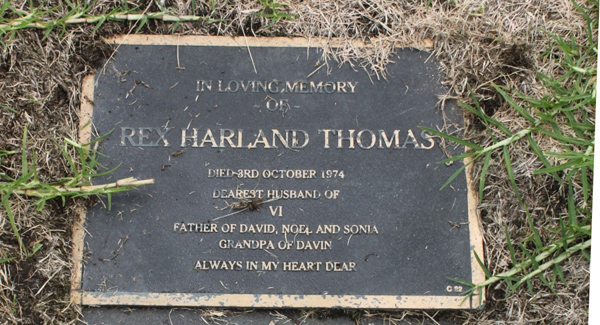 IN LOVING MEMORY
- OF -
REX HARLAND THOMAS
DIED 3RD OCTOBER 1974
DEAREST HUSBAND OF
VI
FATHER OF DAVID, NOEL AND SONIA
GRANDPA OF DAVIN
ALWAYS IN MY HEART DEAR